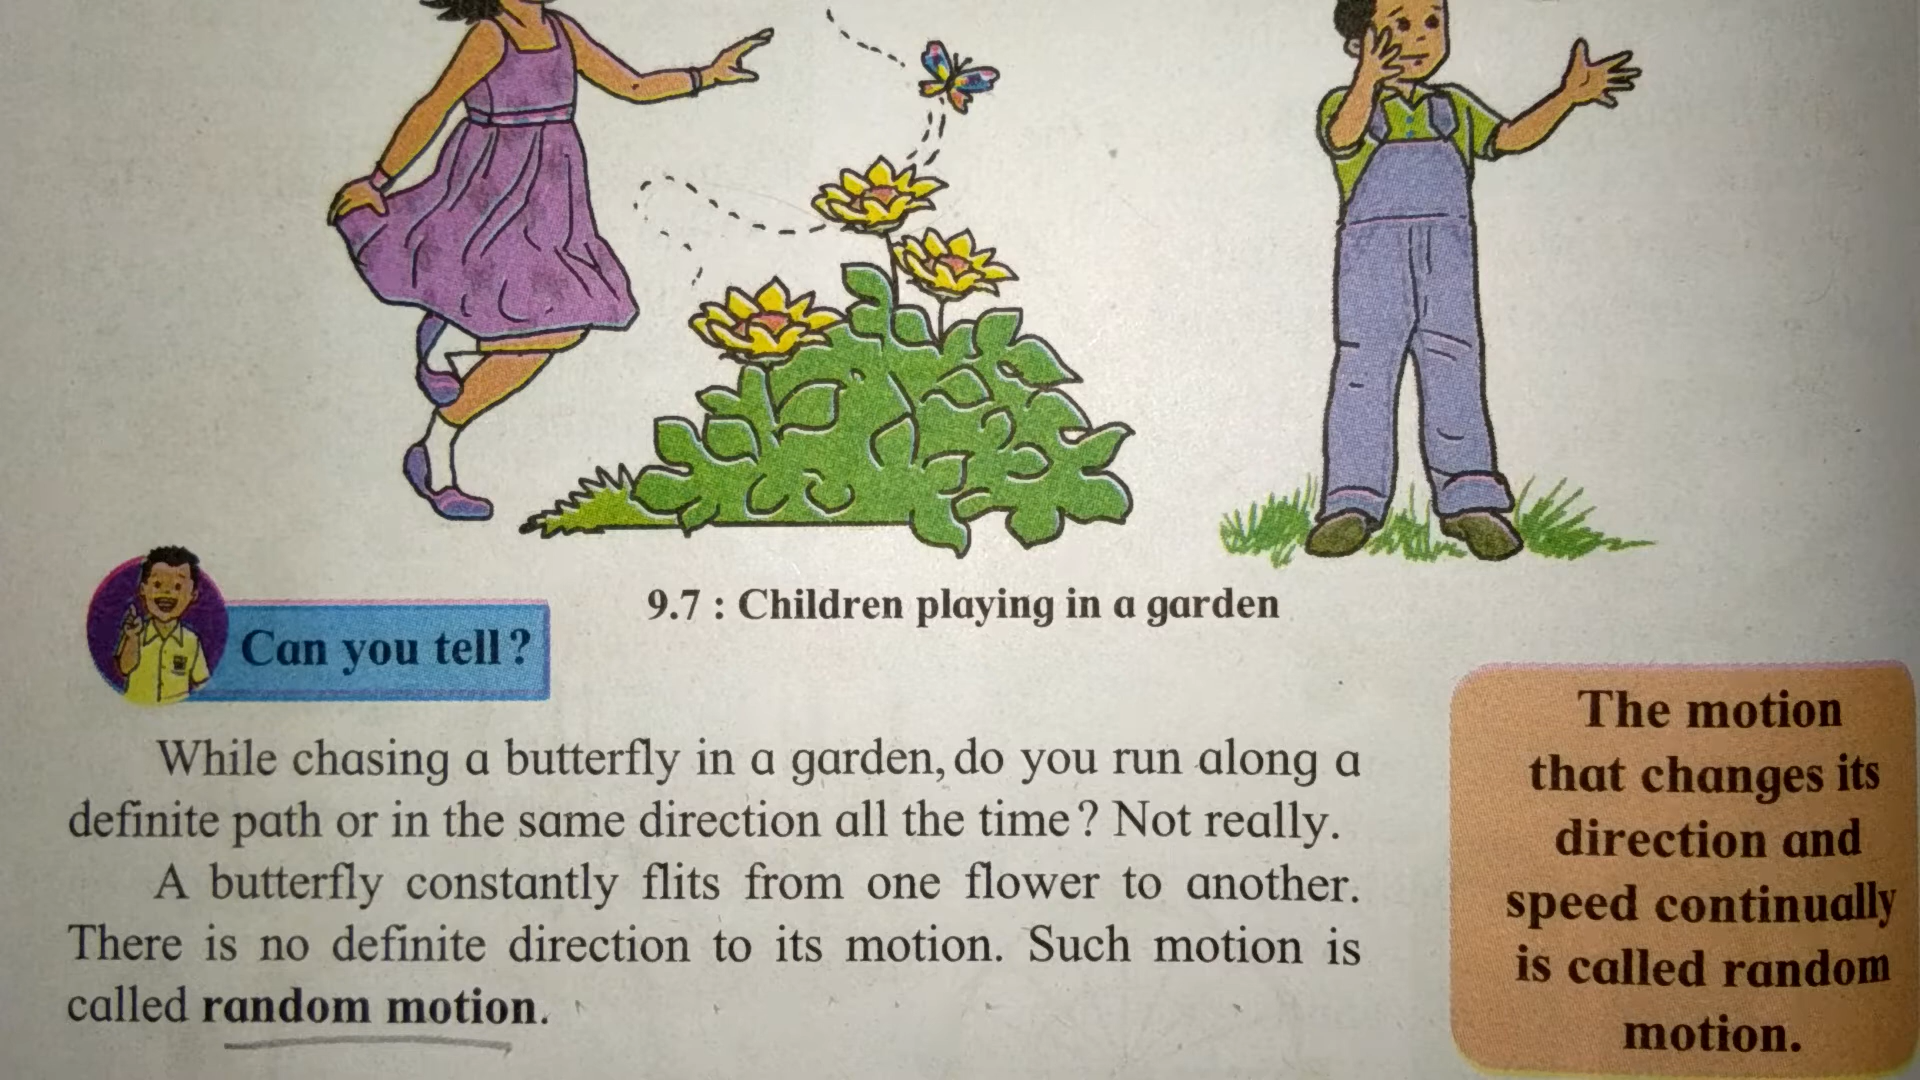 9.7 : Children playing in a garden
Can you tell?
While chasing a butterfly in a garden, do you run along a
definite path or in the same direction all the time? Not really.
A butterfly constantly flits from one flower to another.
There is no definite direction to its motion. Such motion is
called random motion.
The motion
that changes its
direction and
speed continually
is called random
motion.